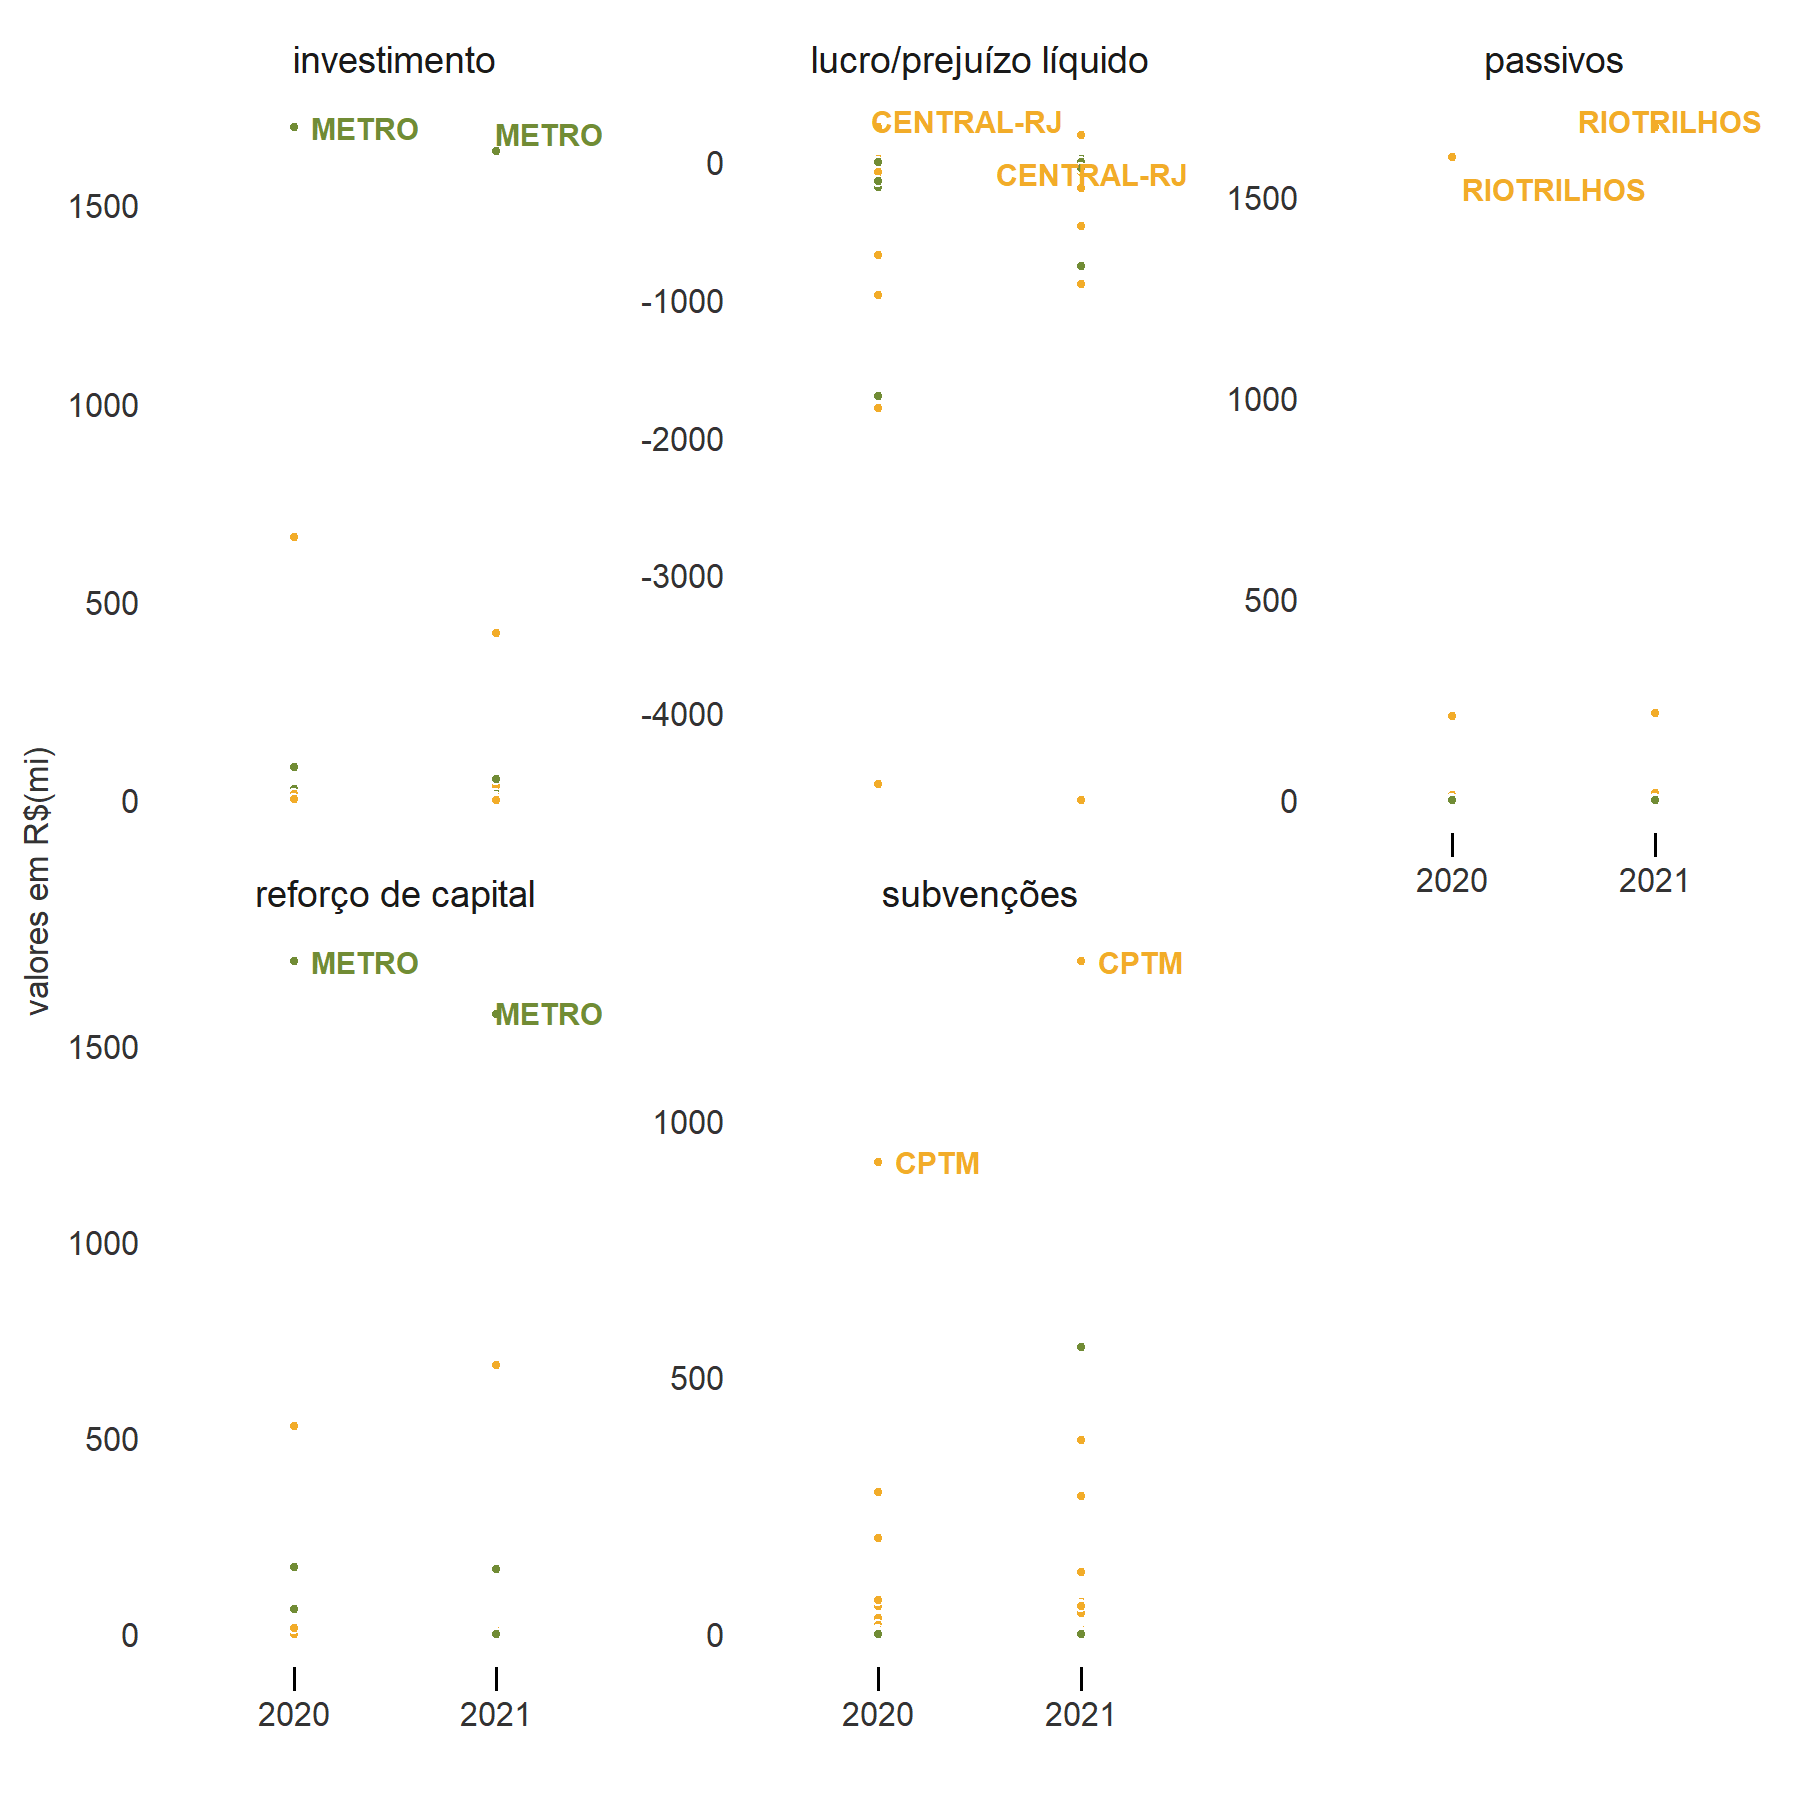 investimento
lucro/prejuízo líquido
passivos
METRO
METRO
CENTRAL-RJ
CENTRAL-RJ
RIOTRILHOS
RIOTRILHOS
1500
1000
500
0
0
-1000
-2000
-3000
-4000
1500
1000
500
0
2020
2021
valores em R$(mi)
reforço de capital
subvenções
METRO
METRO
CPTM
CPTM
1500
1000
500
0
1000
500
0
2020
2021
2020
2021